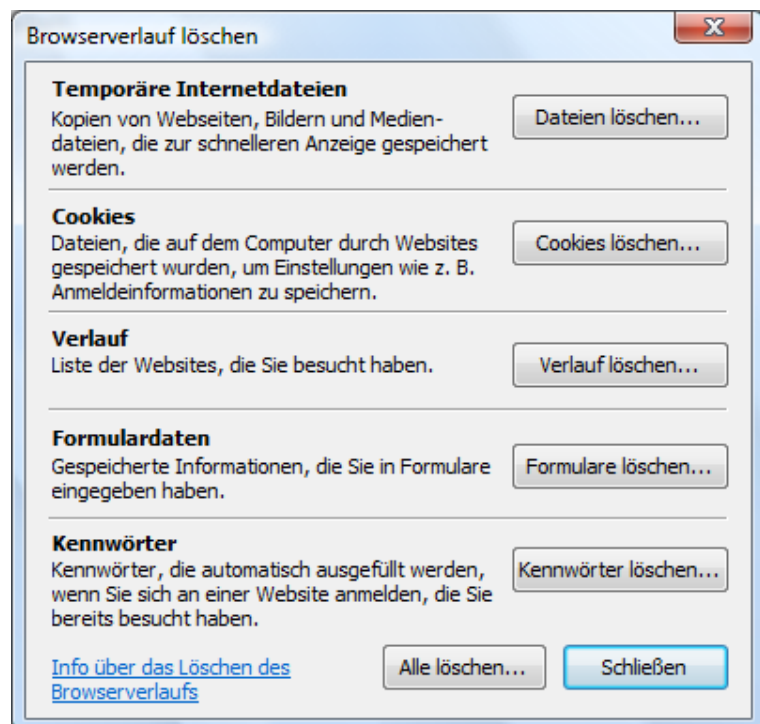 Browserverlauf löschen
Temporäre Internetdateien
Kopien von Webseiten, Bildern und Medien-
dateien, die zur schnelleren Anzeige gespeichert
werden.
Dateien löschen...
Cookies
Dateien, die auf dem Computer durch Websites
gespeichert wurden, um Einstellungen wie z. B.
Anmeldeinformationen zu speichern.
Cookies löschen...
Verlauf
Liste der Websites, die Sie besucht haben.
Verlauf löschen...
Formulardaten
Gespeicherte Informationen, die Sie in Formulare
eingegeben haben.
Formulare löschen...
Kennwörter
Kennwörter, die automatisch ausgefüllt werden,
wenn Sie sich an einer Website anmelden, die Sie
bereits besucht haben.
Kennwörter löschen...
Info über das Löschen des
Browserverlaufs
Alle löschen...
Schließen